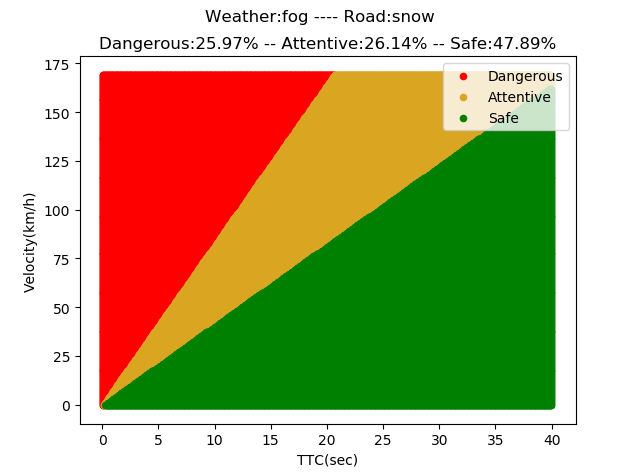 Weather:fog ---- Road:snow
Dangerous:25.97% -- Attentive:26.14% -- Safe:47.89%
175
150
125
100
75
50
25
0
Velocity(km/h)
Dangerous
Attentive
Safe
0 5 10 15 20 25 30 35 40
TTC(sec)